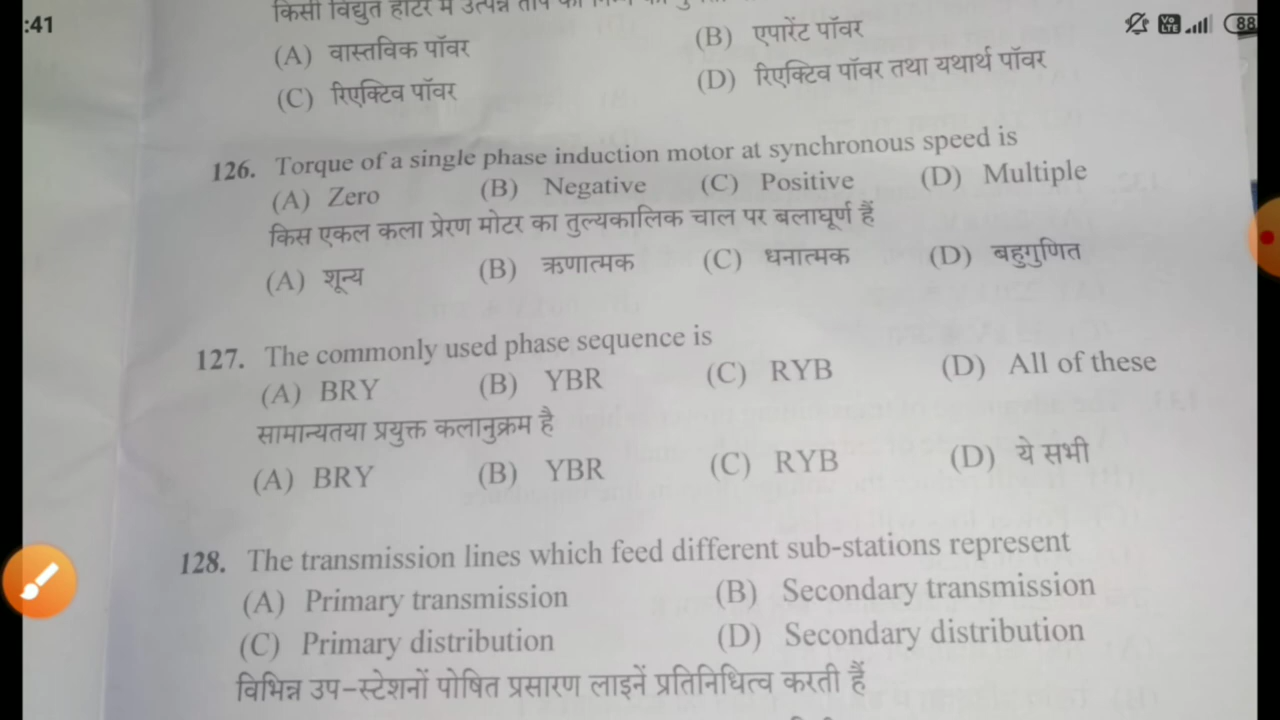 :41
88
किसी विद्युत हीटर में उत्पन्न ताप
(A) वास्तविक पॉवर (B) एपारेंट पॉवर
(C) रिएक्टिव पॉवर (D) रिएक्टिव पॉवर तथा यथार्थ पॉवर
126. Torque of a single phase induction motor at synchronous speed is
(A) Zero (B) Negative (C) Positive (D) Multiple
किस एकल कला प्रेरण मोटर का तुल्यकालिक चाल पर बलाघूर्ण हैं
(A) शून्य (B) ऋणात्मक (C) धनात्मक (D) बहुगुणित
127. The commonly used phase sequence is
(A) BRY (B) YBR (C) RYB (D) All of these
सामान्यतया प्रयुक्त कलानुक्रम है
(A) BRY (B) YBR (C) RYB (D) ये सभी
128. The transmission lines which feed different sub-stations represent
(A) Primary transmission (B) Secondary transmission
(C) Primary distribution (D) Secondary distribution
विभिन्न उप-स्टेशनों पोषित प्रसारण लाइनें प्रतिनिधित्व करती हैं